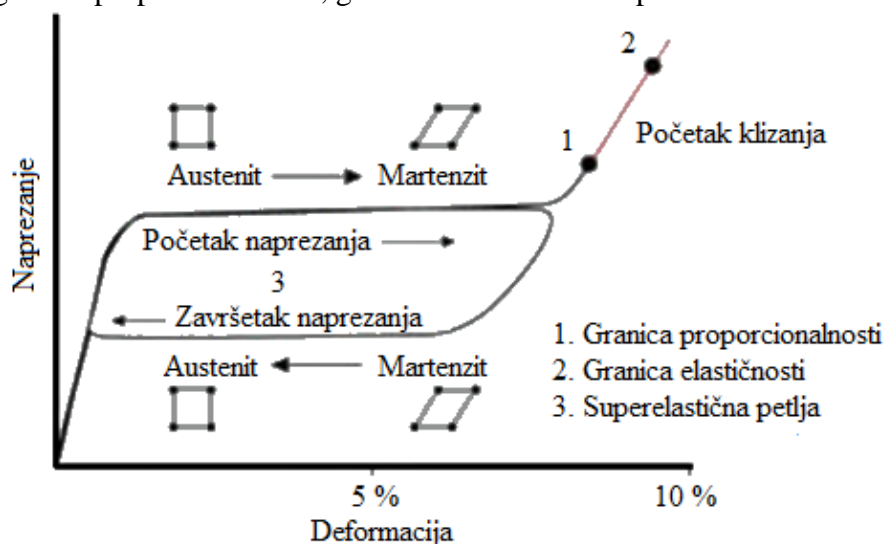 2
1
Početak klizanja
Austenit
Martenzit
Naprezanje
Početak naprezanja
3
Završetak naprezanja
Austenit
Martenzit
1. Granica proporcionalnosti
2. Granica elastičnosti
3. Superelastična petlja
5 %
10 %
Deformacija